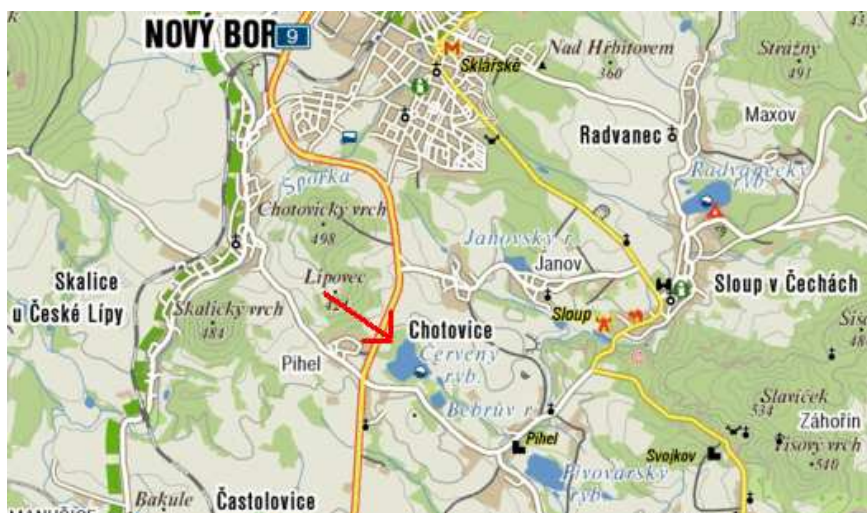 NOVÝ BOR
9
Sklářské
Nad Hřbitovem
360
Strážný
491
Maxov
Radvanec
Radvanecký
ryb.
Šporka
Chotovický vrch
498
Janovský r.
Janov
Skalice
u České Lípy
Lipovec
Skalický vrch
484
Sloup v Čechách
Sloup
Chotovice
Pihel
Červený
ryb.
Bebrův r.
Slavíček
534
Záhořín
Tisový vrch
540
Pihel
Svojkov
Pivovarský
ryb.
Bakule
Častolovice